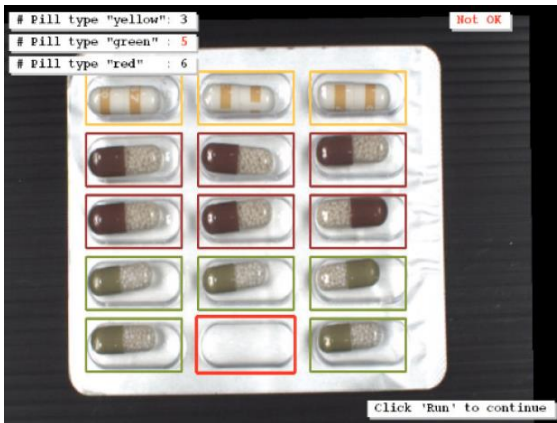 # Pill type "yellow": 3
Not OK
# Pill type "green" : 5
# Pill type "red" : 6
Click 'Run' to continue